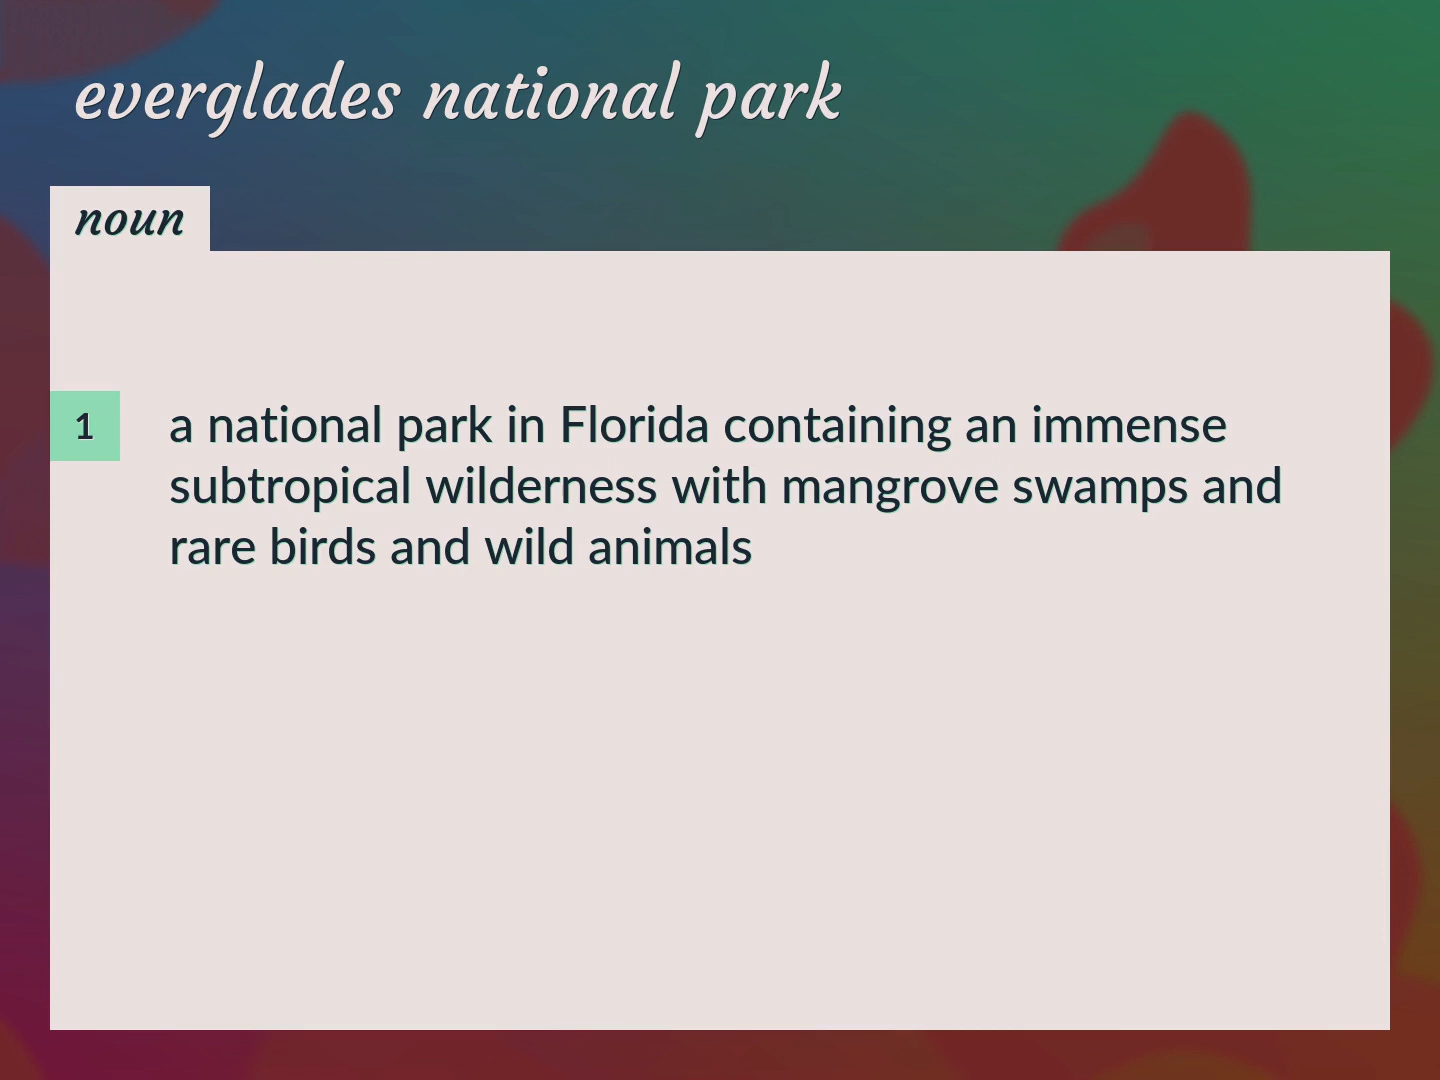 everglades national park
noun
1
a national park in Florida containing an immense
subtropical wilderness with mangrove swamps and
rare birds and wild animals